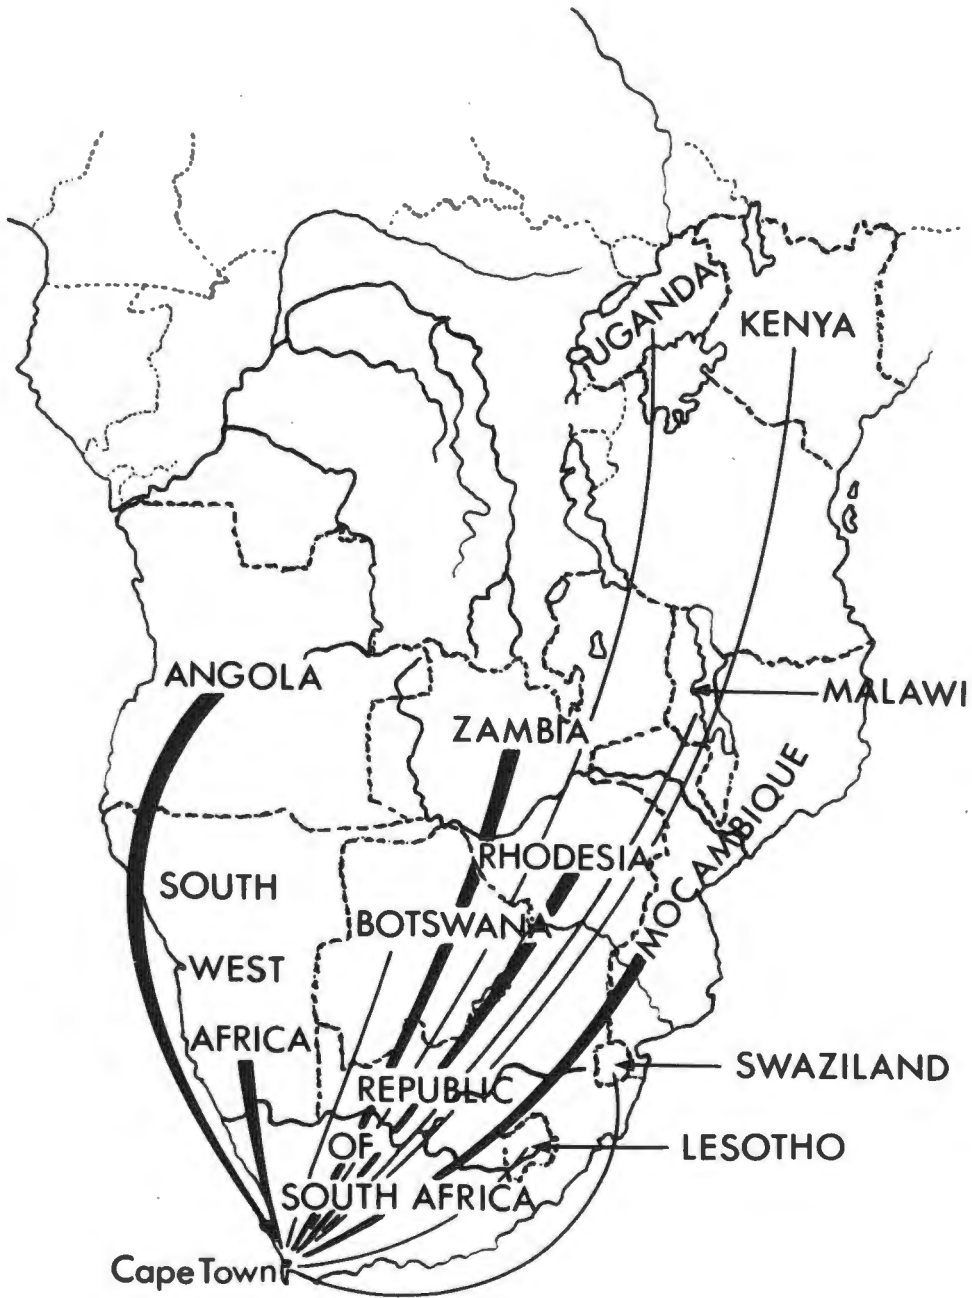 UGANDA
KENYA
ANGOLA
MALAWI
ZAMBIA
MOCAMBIQUE
RHODESIA
SOUTH
WEST
AFRICA
BOTSWANA
SWAZILAND
REPUBLIC
OF
SOUTH AFRICA
LESOTHO
Cape Town